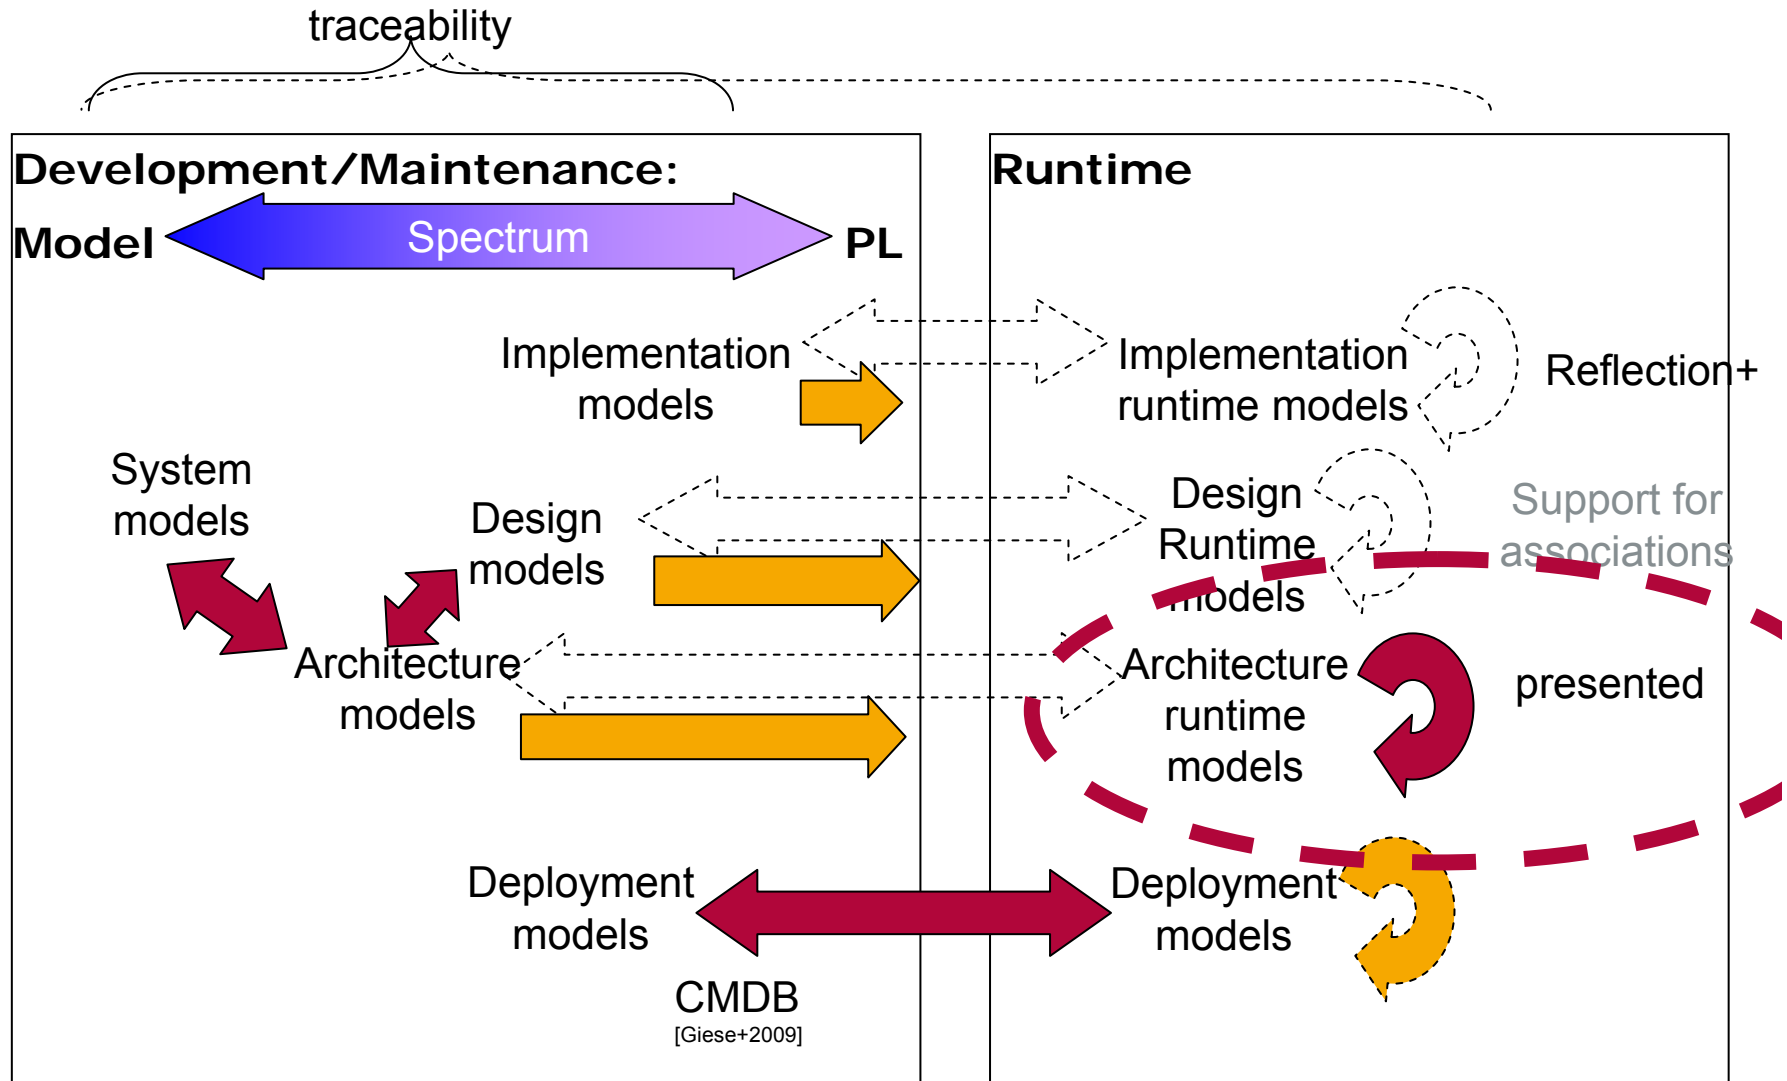 traceability
Development/Maintenance:
Model
Spectrum
PL
Implementation
models
System
models
Design
models
Architecture
models
Deployment
models
CMDB
[Giese+2009]
Runtime
Implementation
runtime models
Reflection+
Design
Runtime
models
Support for
associations
Architecture
runtime
models
presented
Deployment
models